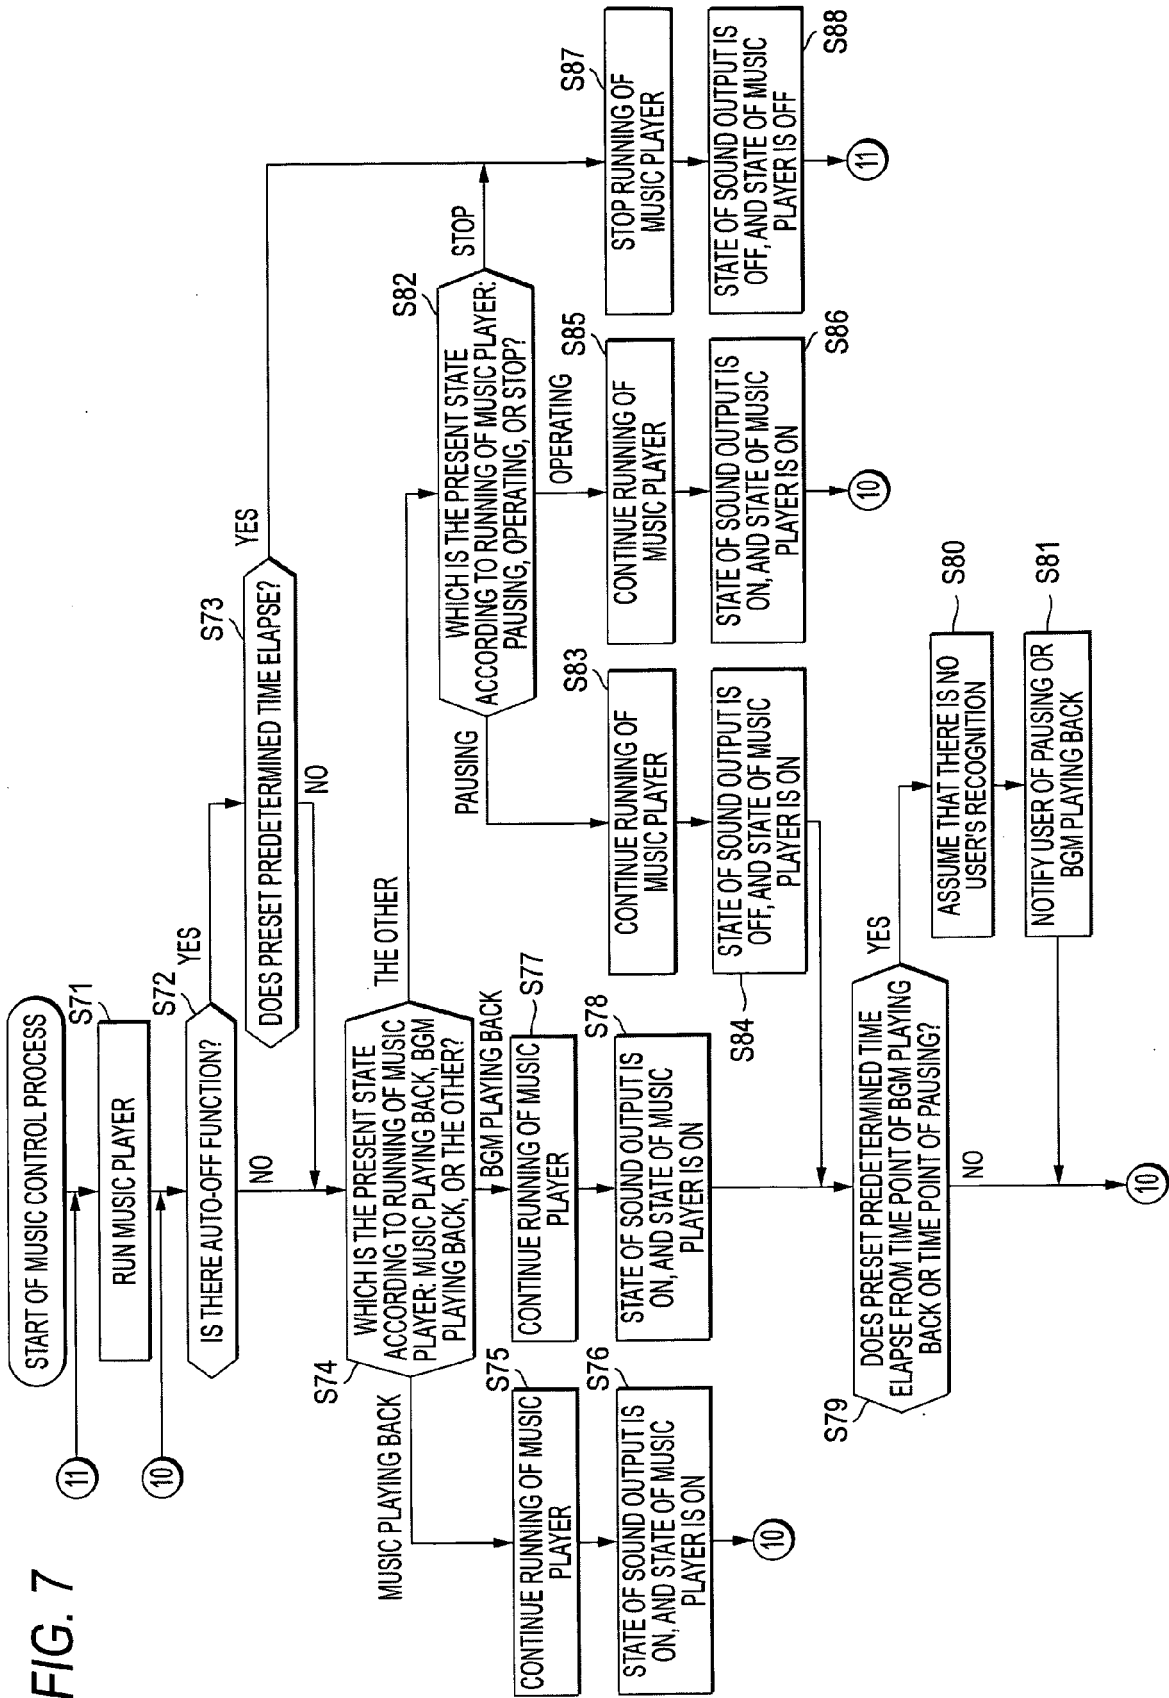 FIG. 7
START OF MUSIC CONTROL PROCESS
11
S71
RUN MUSIC PLAYER
10
S72
IS THERE AUTO-OFF FUNCTION?
YES
NO
S73
DOES PRESET PREDETERMINED TIME ELAPSE?
YES
NO
S74
WHICH IS THE PRESENT STATE
ACCORDING TO RUNNING OF MUSIC
PLAYER: MUSIC PLAYING BACK, BGM
PLAYING BACK, OR THE OTHER?
MUSIC PLAYING BACK
BGM PLAYING BACK
THE OTHER
S75
CONTINUE RUNNING OF MUSIC
PLAYER
S76
STATE OF SOUND OUTPUT IS
ON, AND STATE OF MUSIC
PLAYER IS ON
10
S77
CONTINUE RUNNING OF MUSIC
PLAYER
S78
STATE OF SOUND OUTPUT IS
ON, AND STATE OF MUSIC
PLAYER IS ON
S82
WHICH IS THE PRESENT STATE
ACCORDING TO RUNNING OF MUSIC PLAYER:
PAUSING, OPERATING, OR STOP?
PAUSING
OPERATING
STOP
S83
CONTINUE RUNNING OF
MUSIC PLAYER
S84
STATE OF SOUND OUTPUT IS
OFF, AND STATE OF MUSIC
PLAYER IS ON
S85
CONTINUE RUNNING OF
MUSIC PLAYER
S86
STATE OF SOUND OUTPUT IS
ON, AND STATE OF MUSIC
PLAYER IS ON
10
S87
STOP RUNNING OF
MUSIC PLAYER
S88
STATE OF SOUND OUTPUT IS
OFF, AND STATE OF MUSIC
PLAYER IS OFF
11
S79
DOES PRESET PREDETERMINED TIME
ELAPSE FROM TIME POINT OF BGM PLAYING
BACK OR TIME POINT OF PAUSING?
YES
NO
S80
ASSUME THAT THERE IS NO
USER'S RECOGNITION
S81
NOTIFY USER OF PAUSING OR
BGM PLAYING BACK
10